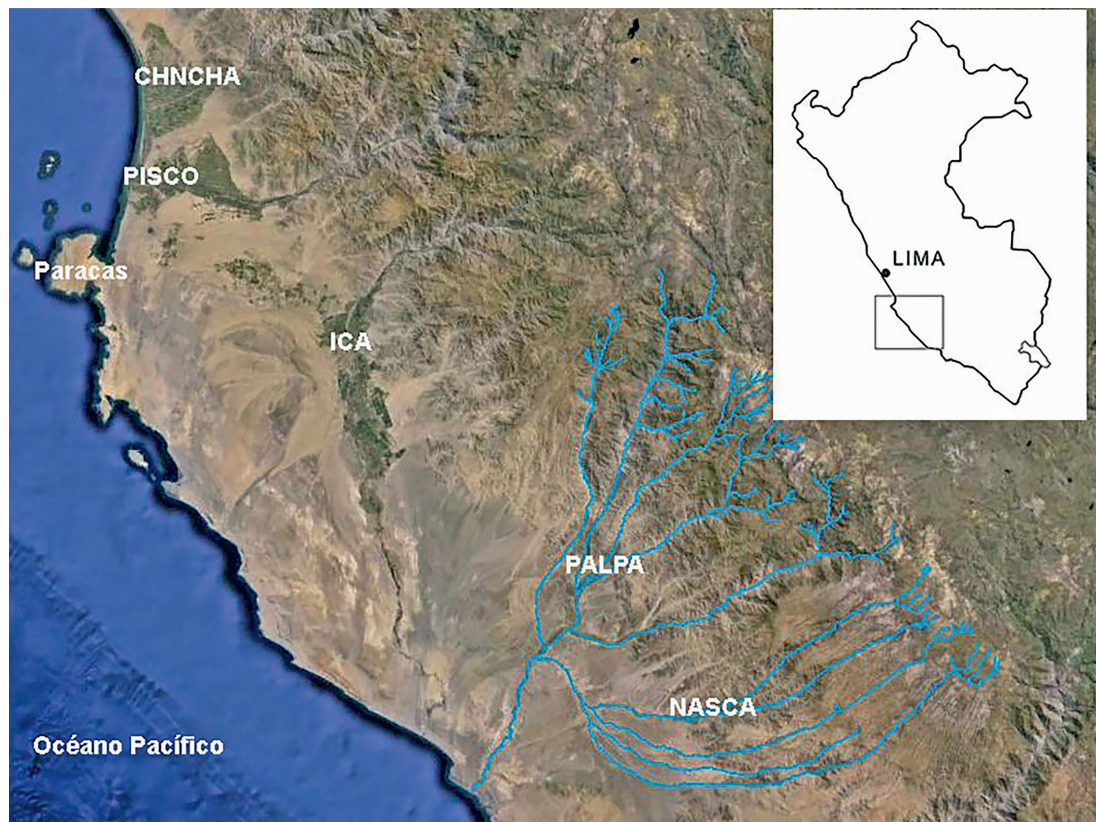 CHNCHA
PISCO
Paracas
LIMA
ICA
PALPA
NASCA
Océano Pacífico